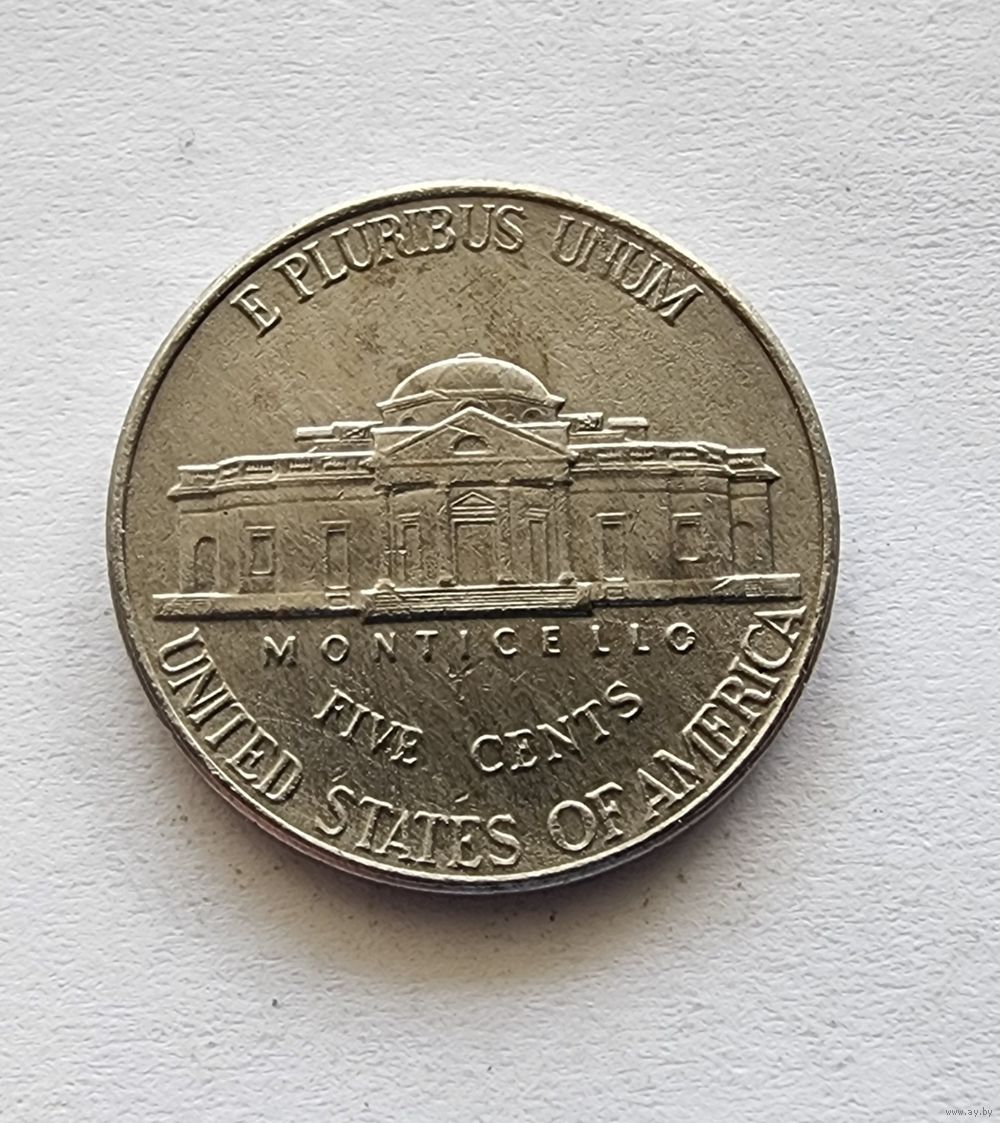 E PLURIBUS UNUM
MONTICELLO
FIVE CENTS
UNITED STATES OF AMERICA
www.ay.by